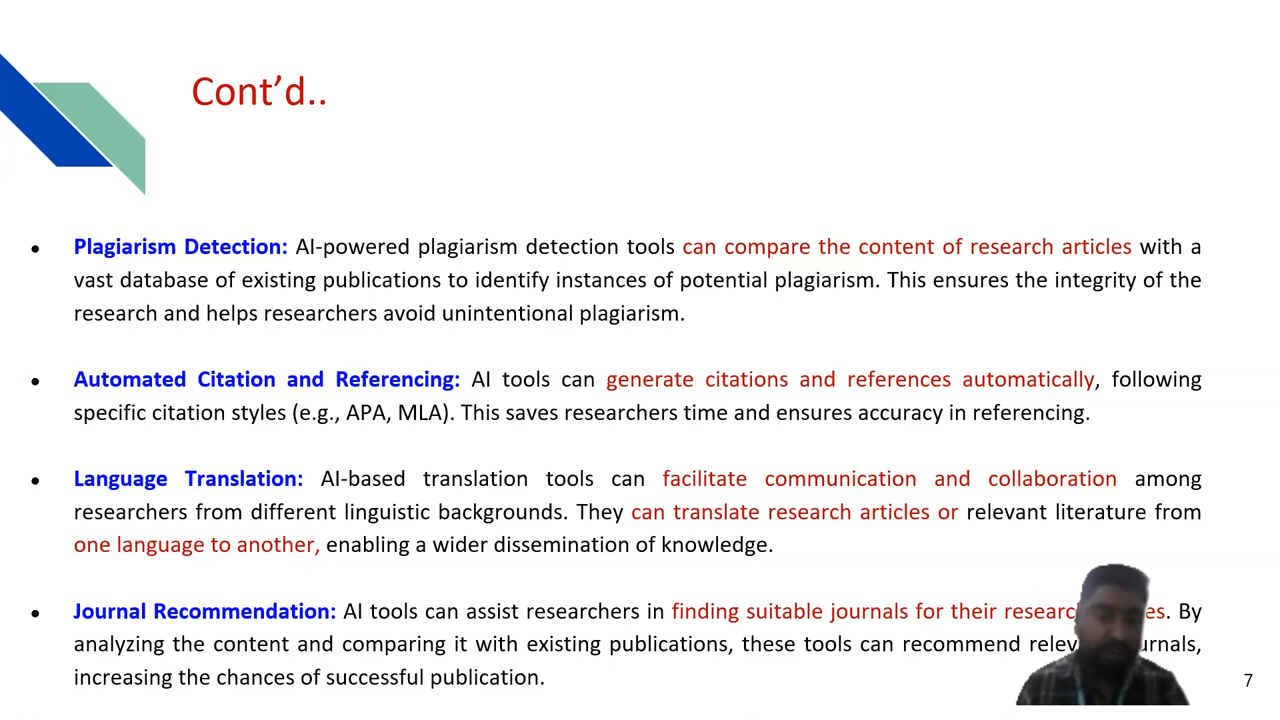 Cont’d..
● Plagiarism Detection: AI-powered plagiarism detection tools can compare the content of research articles with a
vast database of existing publications to identify instances of potential plagiarism. This ensures the integrity of the
research and helps researchers avoid unintentional plagiarism.
● Automated Citation and Referencing: AI tools can generate citations and references automatically, following
specific citation styles (e.g., APA, MLA). This saves researchers time and ensures accuracy in referencing.
● Language Translation: AI-based translation tools can facilitate communication and collaboration among
researchers from different linguistic backgrounds. They can translate research articles or relevant literature from
one language to another, enabling a wider dissemination of knowledge.
● Journal Recommendation: AI tools can assist researchers in finding suitable journals for their By
analyzing the content and comparing it with existing publications, these tools can recommend
increasing the chances of successful publication.
7